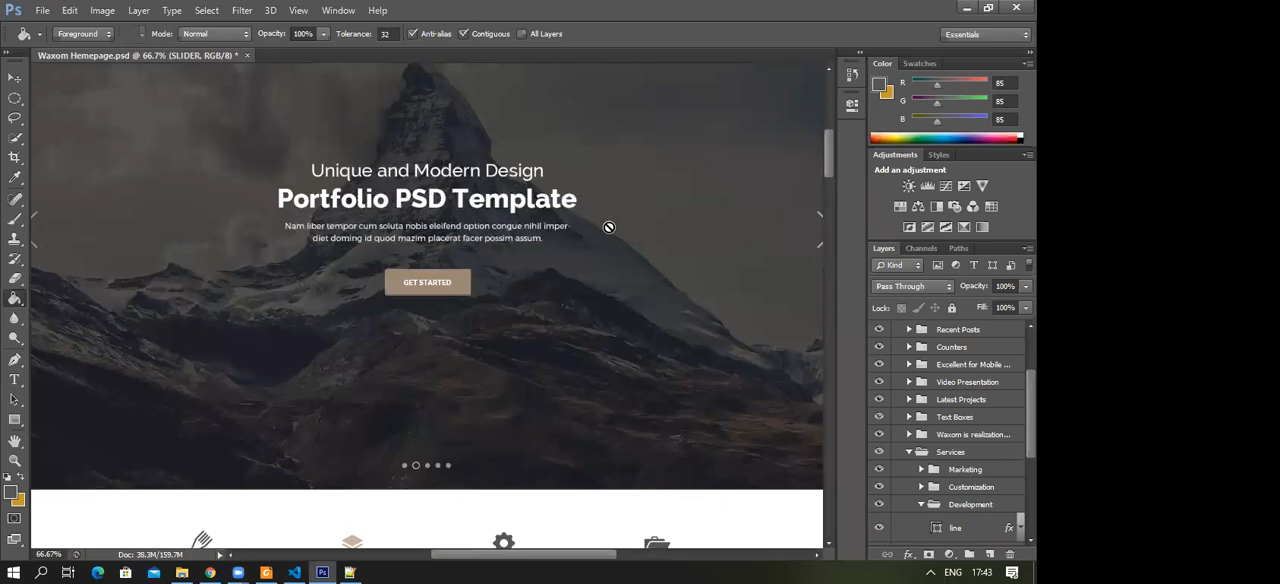 Ps File Edit Image Layer Type Select Filter 3D View Window Help
Foreground Mode: Normal Opacity: 100% Tolerance: 32 Anti-alias Contiguous All Layers Essentials
Waxom Hemepage.psd @ 66.7% (SLIDER, RGB/8) * ×
Color Swatches
R 85
G 85
B 85
Adjustments Styles
Add an adjustment
Unique and Modern Design
Portfolio PSD Template
Nam liber tempor cum soluta nobis eleifend option congue nihil imper-
diet doming id quod mazim placerat facer possim assum.
GET STARTED
Layers Channels Paths
Kind
Pass Through Opacity: 100%
Lock: Fill: 100%
Recent Posts
Counters
Excellent for Mobile ...
Video Presentation
Latest Projects
Text Boxes
Waxom is realization...
Services
Marketing
Customization
Development
line fx
66.67% Doc: 38.3M/159.7M
ENG 17:43